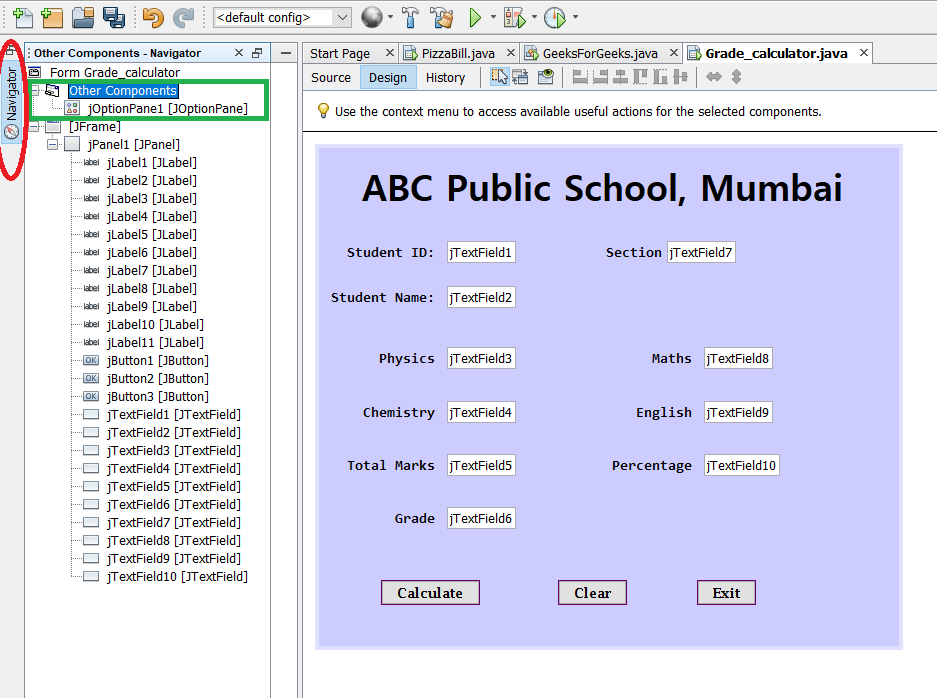 <default config>
Navigator
Other Components - Navigator
Form Grade_calculator
Other Components
jOptionPane1 [JOptionPane]
[JFrame]
jPanel1 [JPanel]
label jLabel1 [JLabel]
label jLabel2 [JLabel]
label jLabel3 [JLabel]
label jLabel4 [JLabel]
label jLabel5 [JLabel]
label jLabel6 [JLabel]
label jLabel7 [JLabel]
label jLabel8 [JLabel]
label jLabel9 [JLabel]
label jLabel10 [JLabel]
label jLabel11 [JLabel]
OK jButton1 [JButton]
OK jButton2 [JButton]
OK jButton3 [JButton]
jTextField1 [JTextField]
jTextField2 [JTextField]
jTextField3 [JTextField]
jTextField4 [JTextField]
jTextField5 [JTextField]
jTextField6 [JTextField]
jTextField7 [JTextField]
jTextField8 [JTextField]
jTextField9 [JTextField]
jTextField10 [JTextField]
Start Page PizzaBill.java GeeksForGeeks.java Grade_calculator.java
Source Design History
Use the context menu to access available useful actions for the selected components.
ABC Public School, Mumbai
Student ID: jTextField1 Section jTextField7
Student Name: jTextField2
Physics jTextField3 Maths jTextField8
Chemistry jTextField4 English jTextField9
Total Marks jTextField5 Percentage jTextField10
Grade jTextField6
Calculate Clear Exit